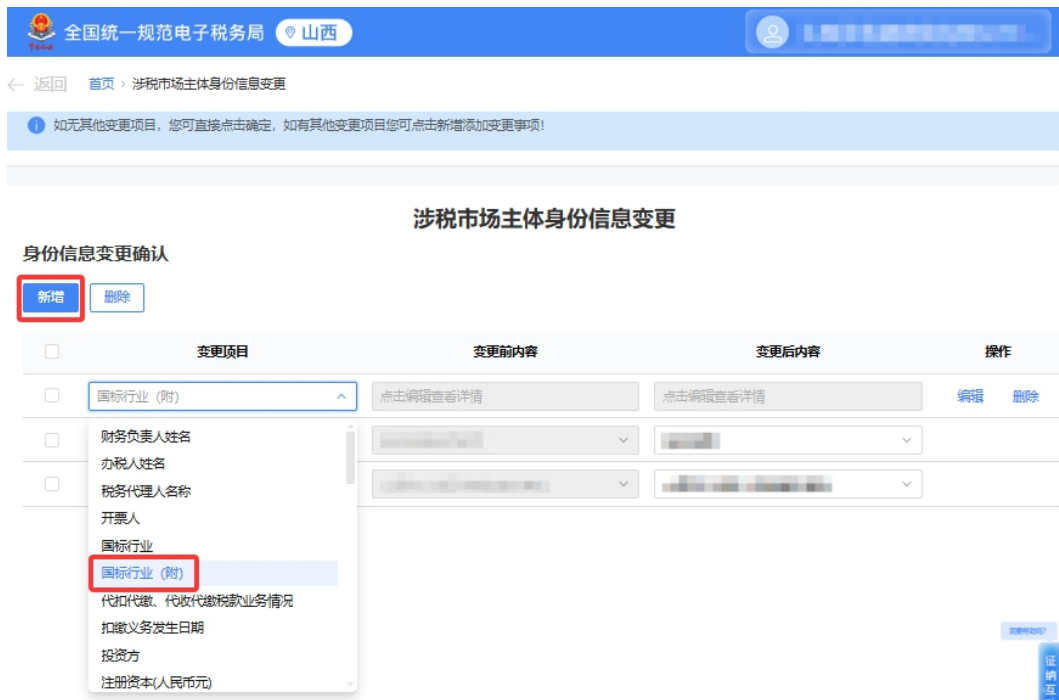 全国统一规范电子税务局 山西
返回 首页 › 涉税市场主体身份信息变更
如无其他变更项目，您可直接点击确定，如有其他变更项目您可点击新增添加变更事项！
涉税市场主体身份信息变更
身份信息变更确认
新增 删除
变更项目 变更前内容 变更后内容 操作
国标行业（附） 点击编辑查看详情 点击编辑查看详情 编辑 删除
财务负责人姓名
办税人姓名
税务代理人名称
开票人
国标行业
国标行业（附）
代扣代缴、代收代缴税款业务情况
扣缴义务发生日期
投资方
注册资本(人民币元)
需要帮助吗?
征
纳
互